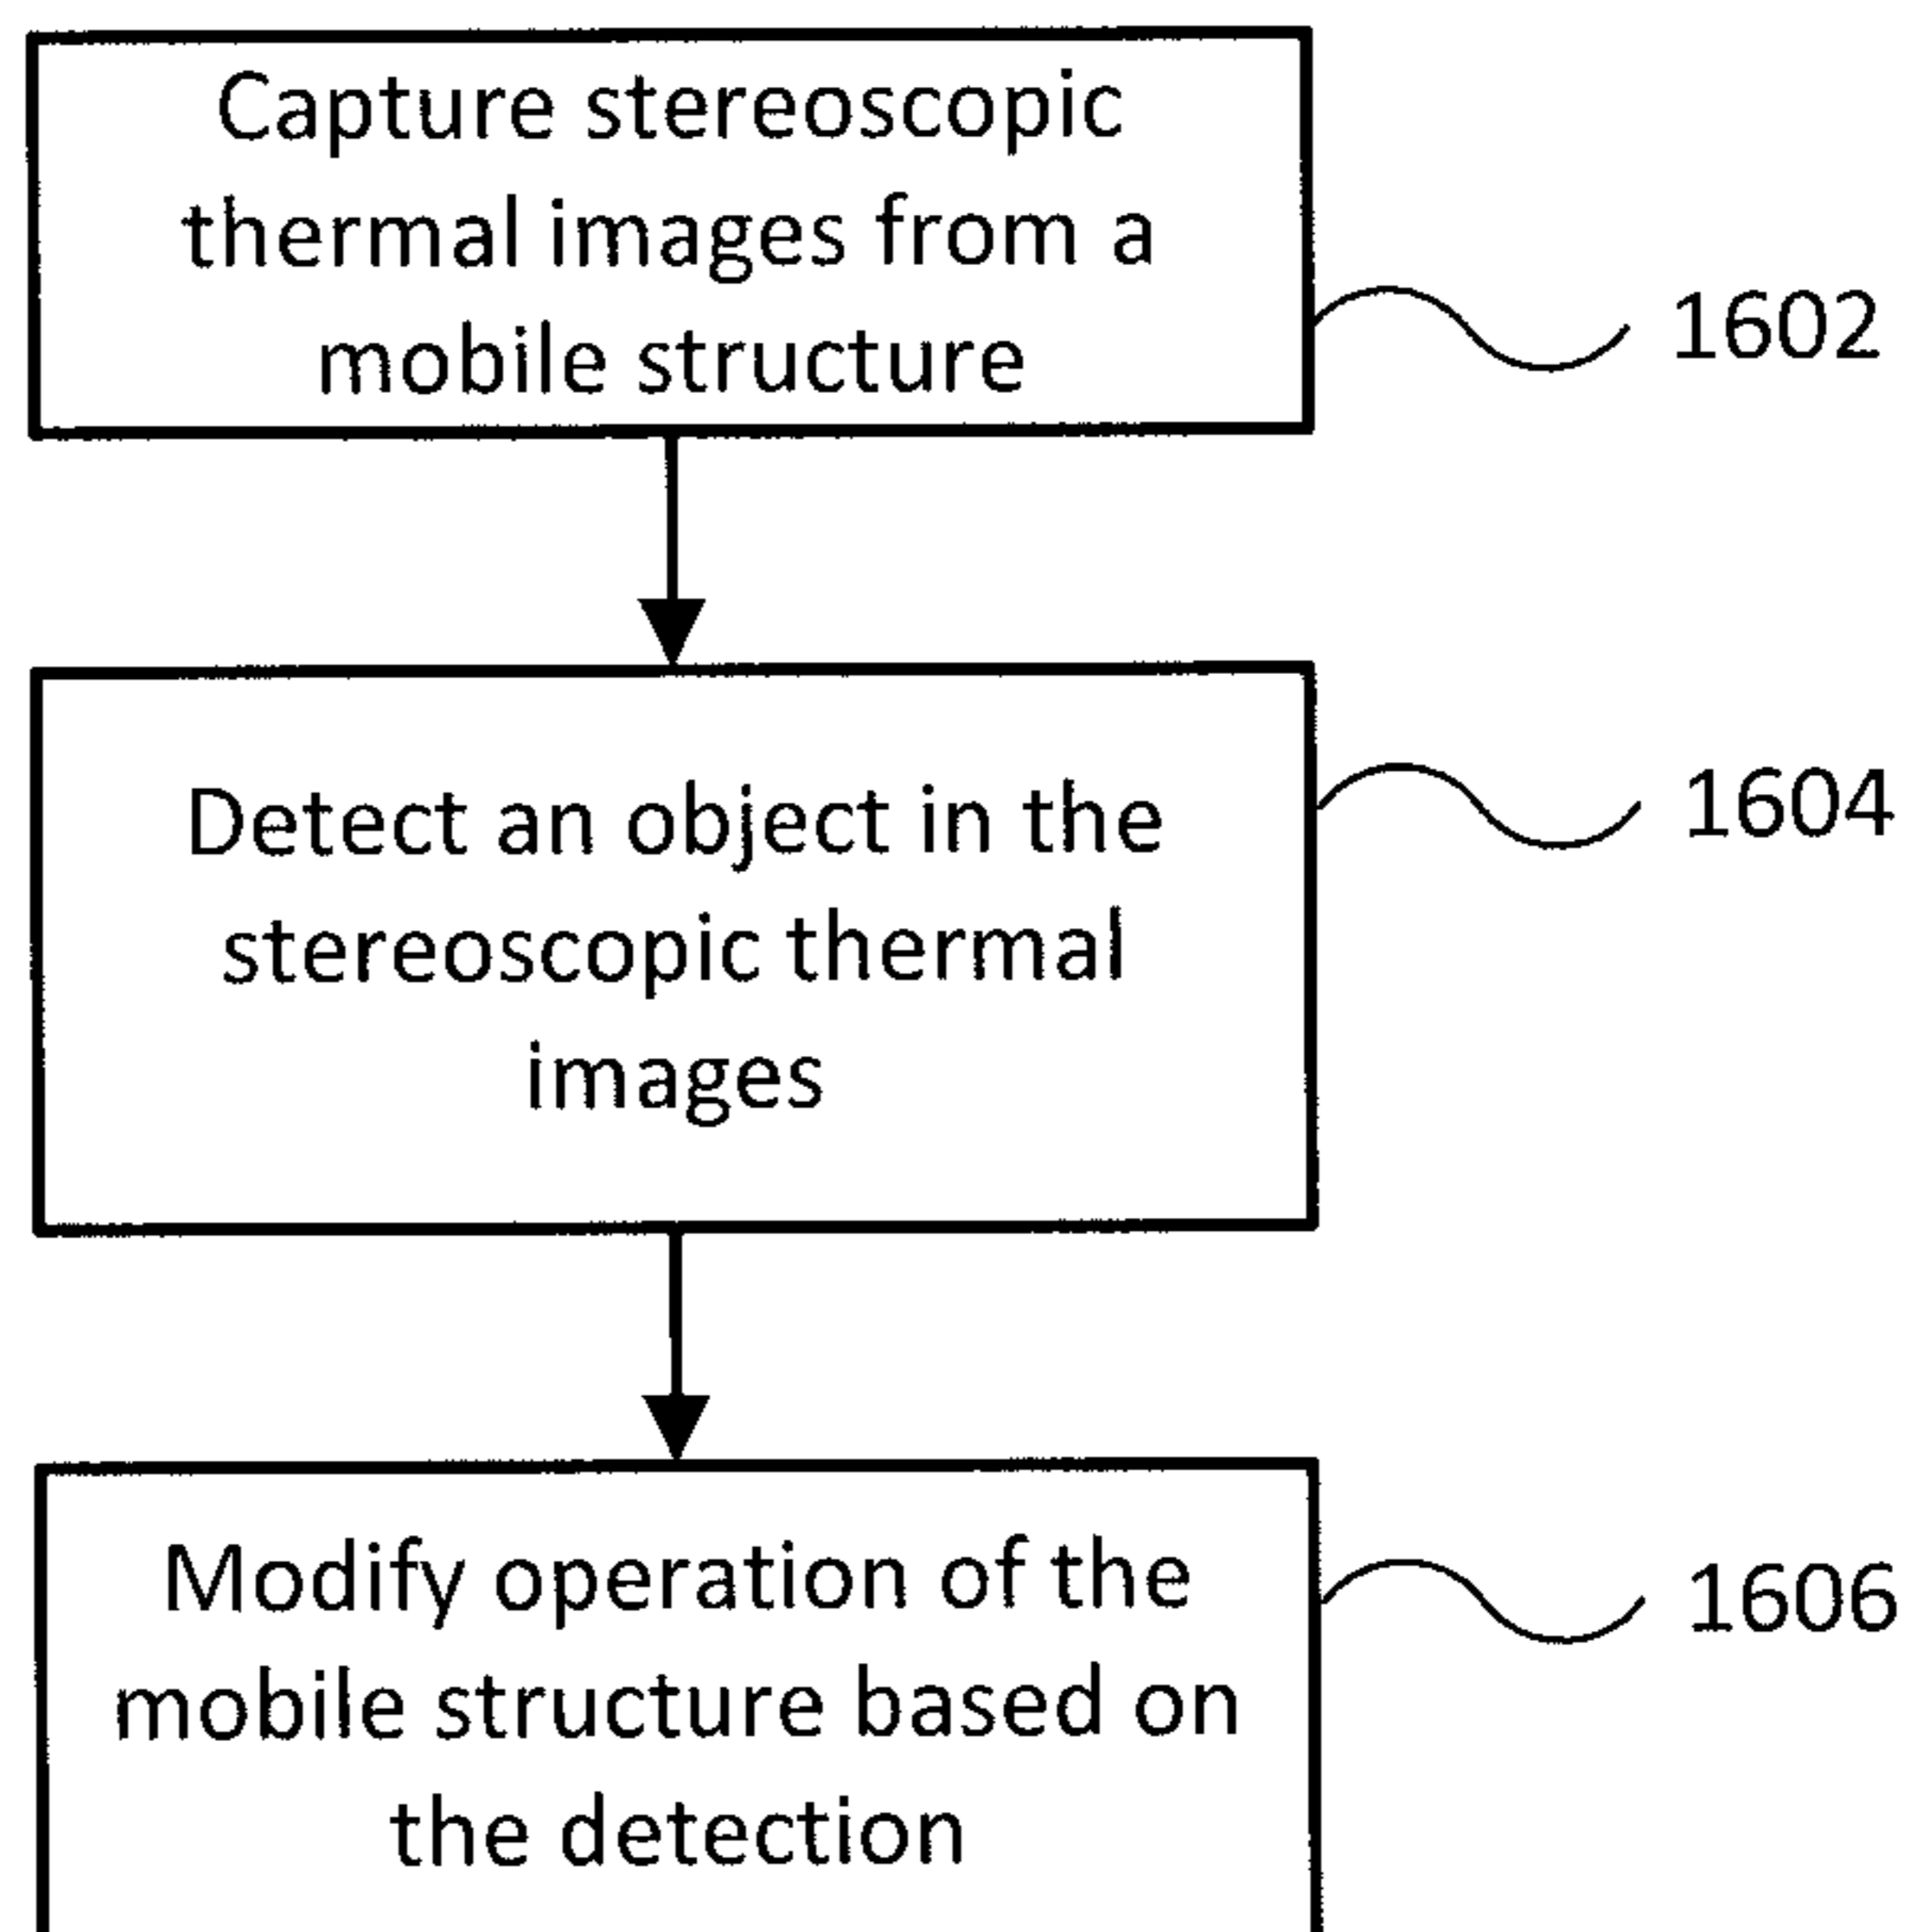 Capture stereoscopic
thermal images from a
mobile structure
1602
Detect an object in the
stereoscopic thermal
images
1604
Modify operation of the
mobile structure based on
the detection
1606